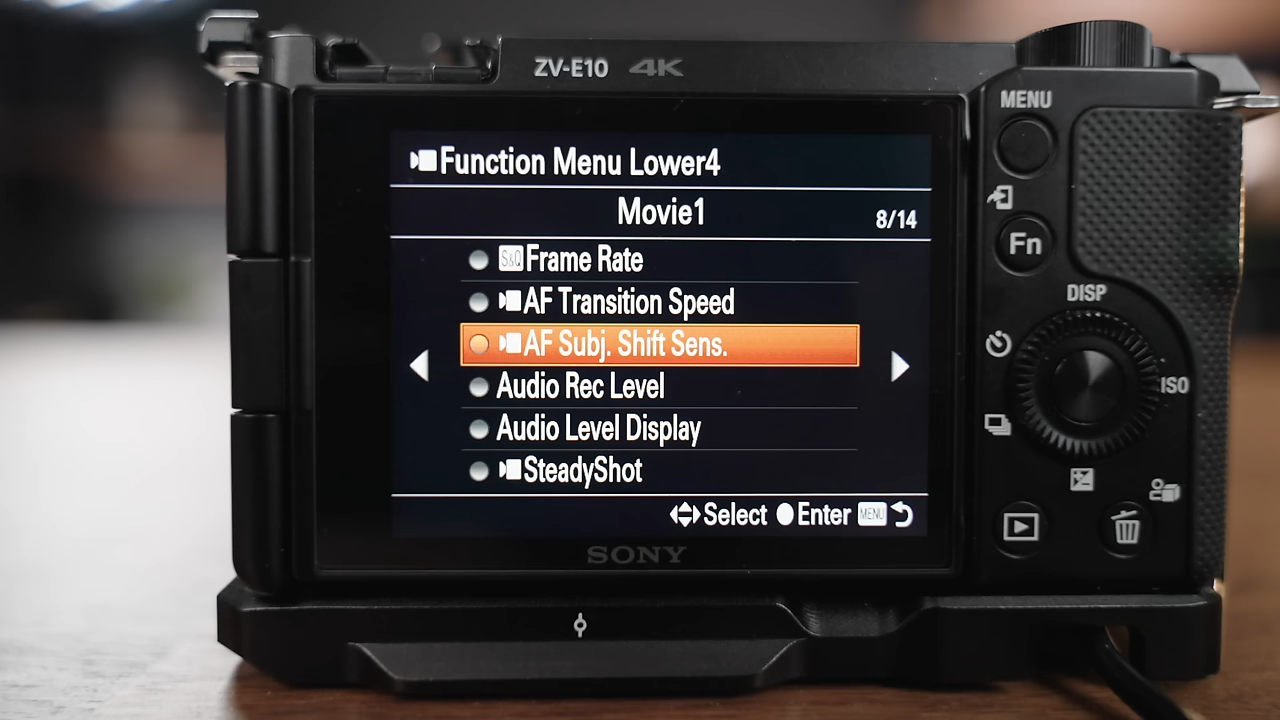 ZV-E10 4K
MENU
Function Menu Lower4
Movie1
8/14
S&Q Frame Rate
AF Transition Speed
AF Subj. Shift Sens.
Audio Rec Level
Audio Level Display
SteadyShot
Select Enter MENU
Fn
DISP
ISO
SONY